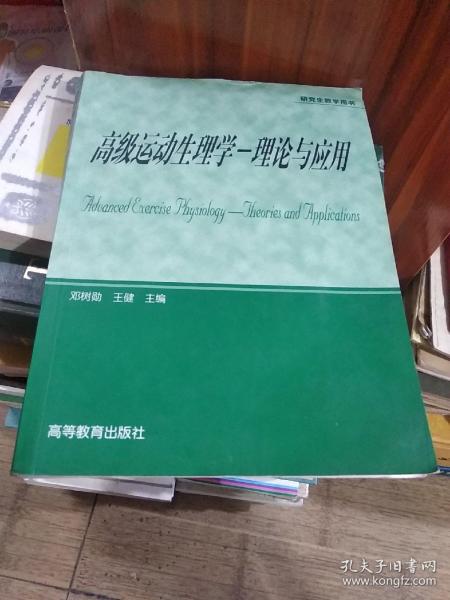 研究生教学用书
高级运动生理学-理论与应用
Advanced Exercise Physiology—Theories and Applications
邓树勋 王健 主编
高等教育出版社
孔夫子旧书网
www.kongfz.com